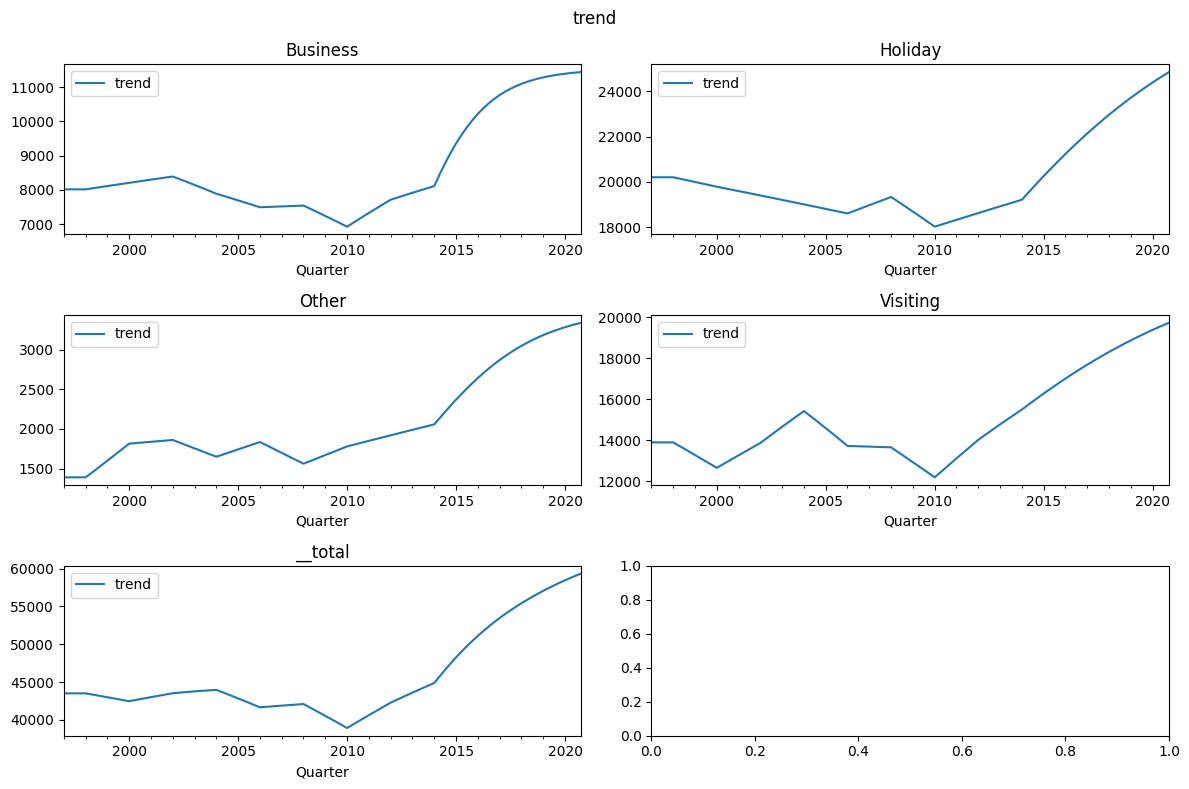 trend
Business
Holiday
trend
trend
11000
10000
9000
8000
7000
24000
22000
20000
18000
2000 2005 2010 2015 2020
2000 2005 2010 2015 2020
Quarter
Quarter
Other
Visiting
trend
trend
3000
2500
2000
1500
20000
18000
16000
14000
12000
2000 2005 2010 2015 2020
2000 2005 2010 2015 2020
Quarter
Quarter
__total
trend
60000
55000
50000
45000
40000
1.0
0.8
0.6
0.4
0.2
0.0
2000 2005 2010 2015 2020
0.0 0.2 0.4 0.6 0.8 1.0
Quarter